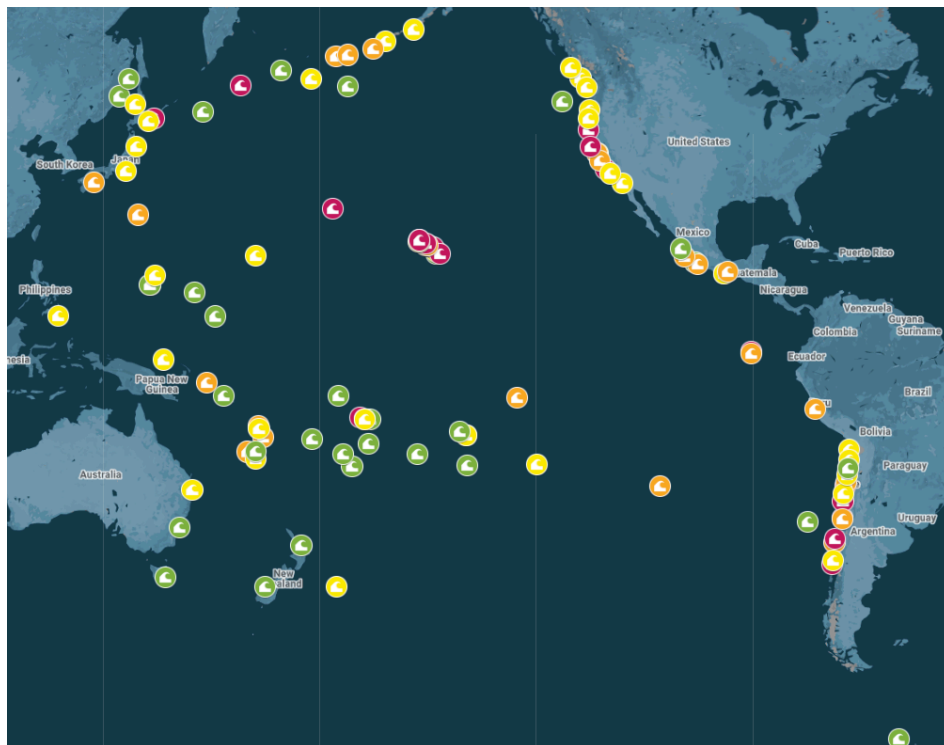 United States
South Korea
Japan
Mexico
Cuba
Puerto Rico
Guatemala
Nicaragua
Philippines
Venezuela
Guyana
Suriname
Colombia
Ecuador
Papua New
Guinea
Brazil
Bolivia
Australia
Paraguay
Uruguay
Argentina
New